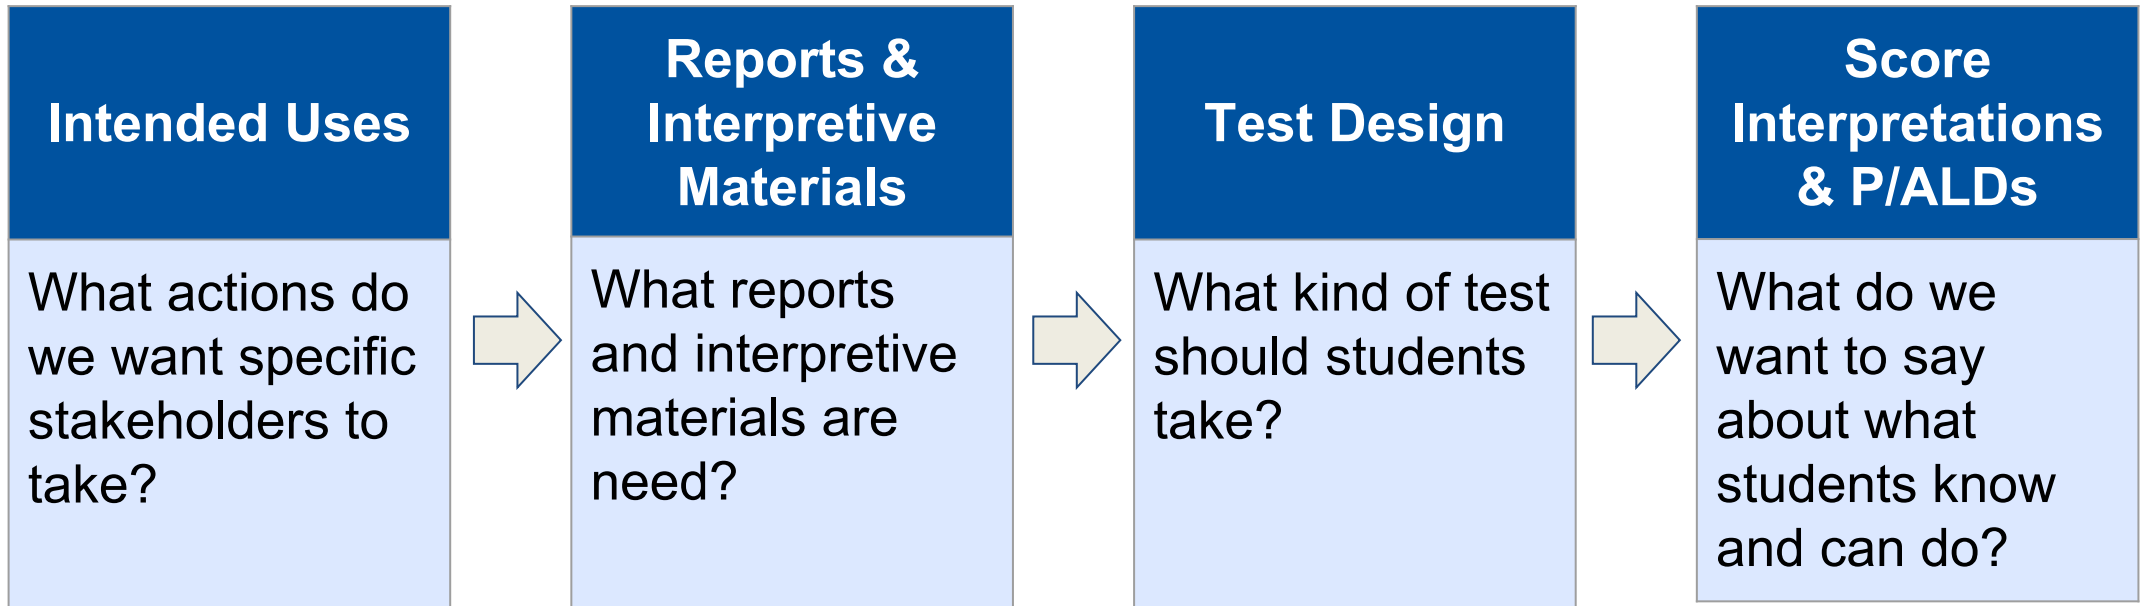 Intended Uses
What actions do
we want specific
stakeholders to
take?
Reports &
Interpretive
Materials
What reports
and interpretive
materials are
need?
Test Design
What kind of test
should students
take?
Score
Interpretations
& P/ALDs
What do we
want to say
about what
students know
and can do?